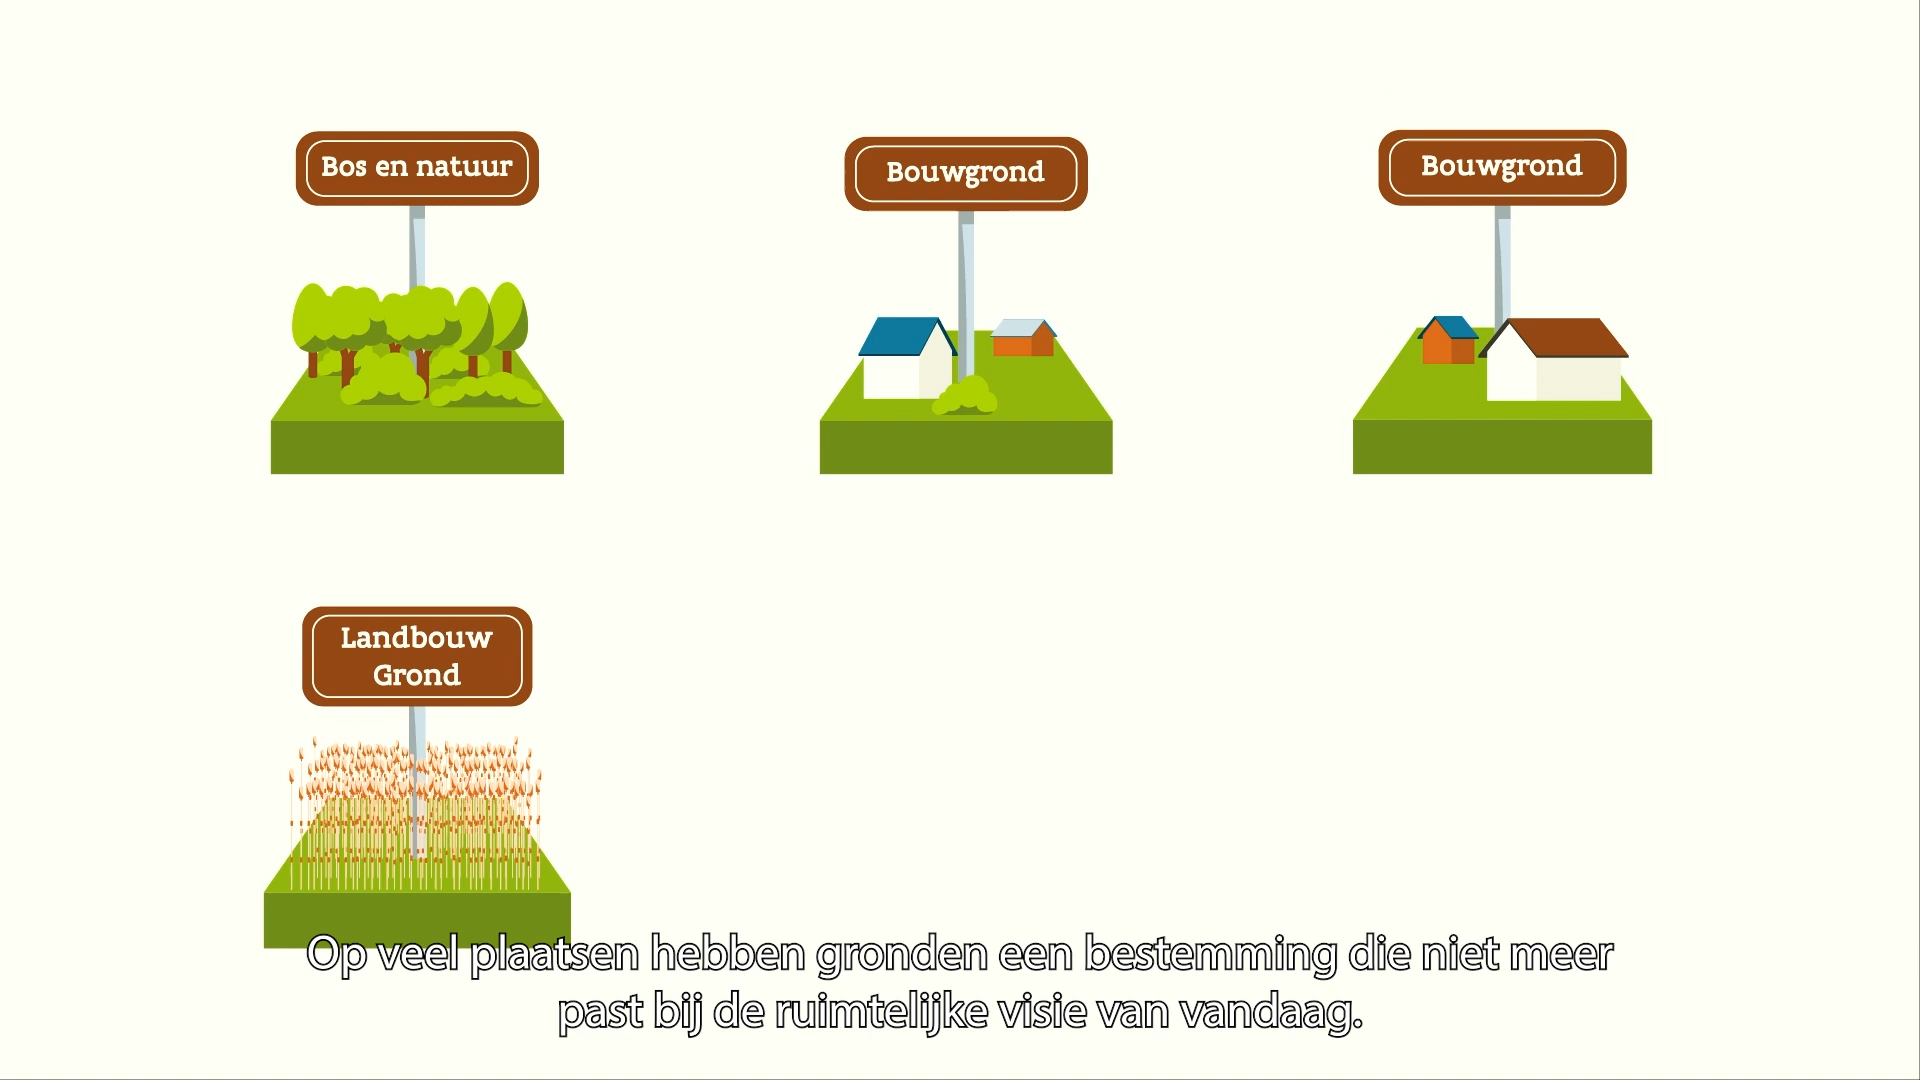 Bos en natuur
Bouwgrond
Bouwgrond
Landbouw
Grond
Op veel plaatsen hebben gronden een bestemming die niet meer
past bij de ruimtelijke visie van vandaag.